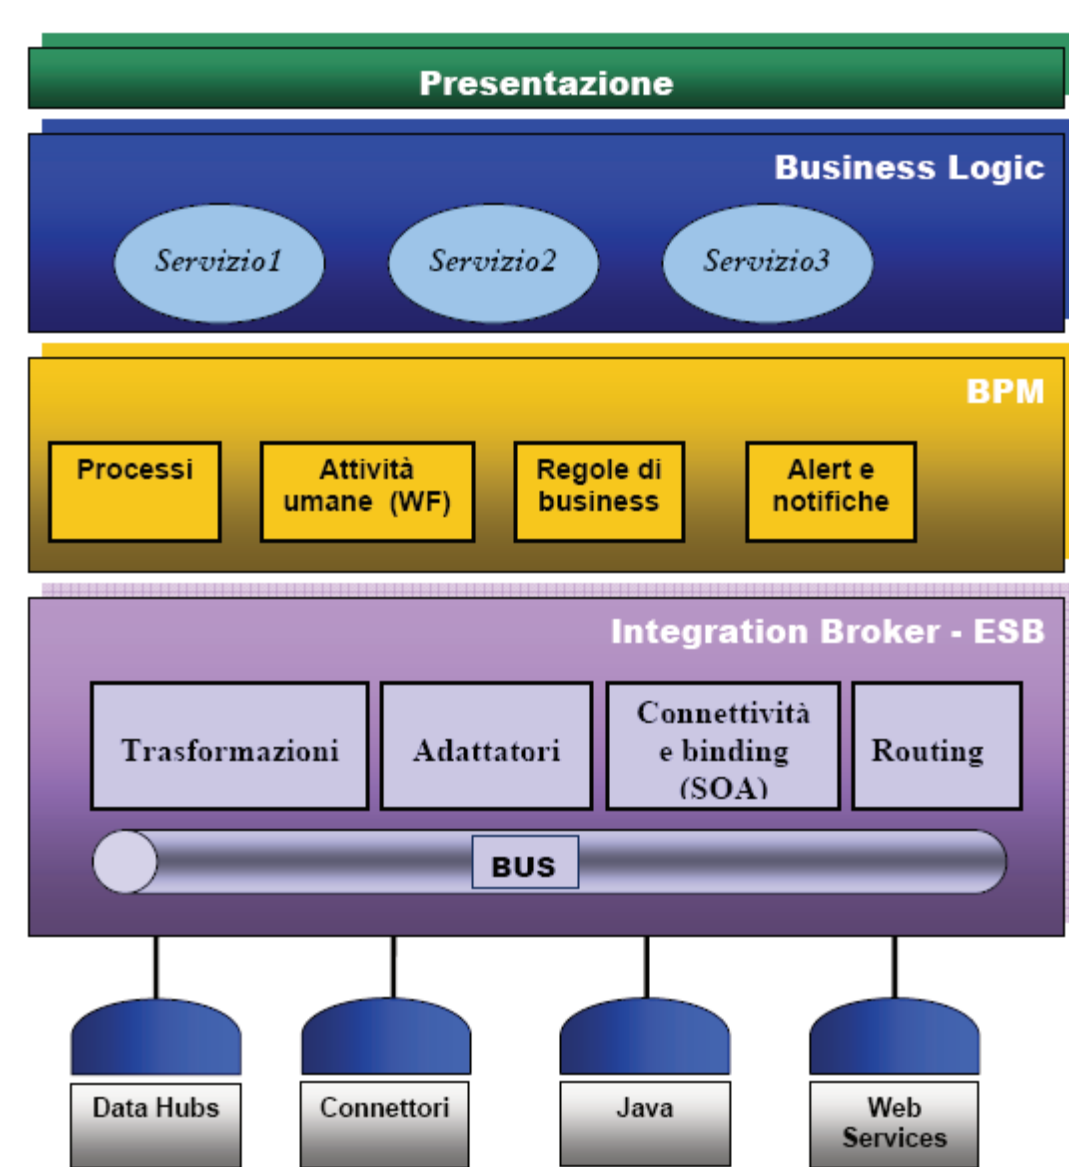 Presentazione
Business Logic
Servizio1
Servizio2
Servizio3
BPM
Processi
Attività
umane (WF)
Regole di
business
Alert e
notifiche
Integration Broker - ESB
Trasformazioni
Adattatori
Connettività
e binding
(SOA)
Routing
BUS
Data Hubs
Connettori
Java
Web
Services